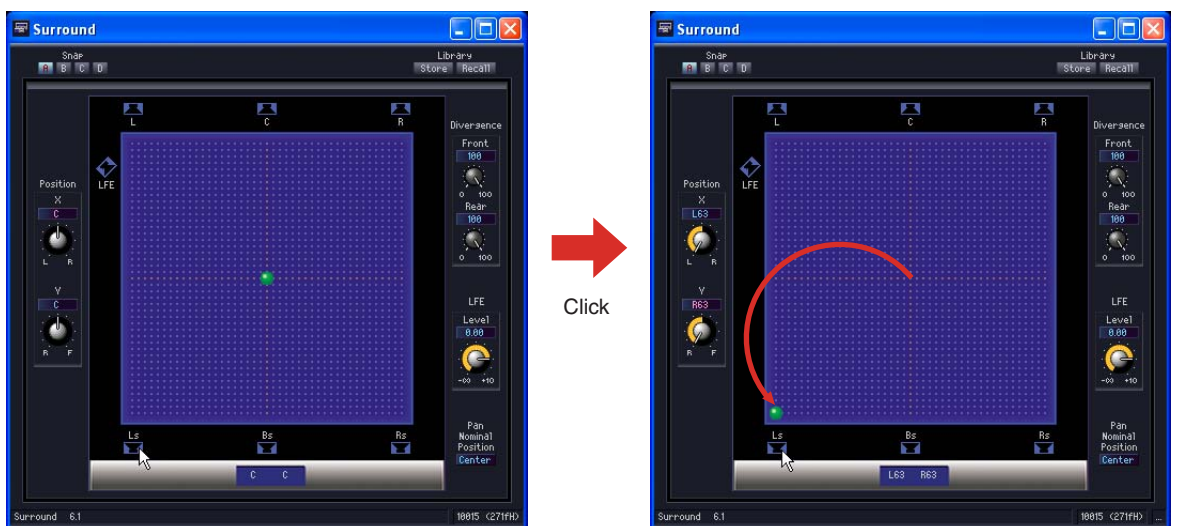 Surround
Snap
A B C D
Library
Store Recall
L C R
LFE
Position
X
C
L R
Y
C
R F
Divergence
Front
100
0 100
Rear
100
0 100
LFE
Level
0.00
-∞ +10
Pan
Nominal
Position
Center
Ls Bs Rs
C C
Surround 6.1
10015 (271fH)
Click
Surround
Snap
A B C D
Library
Store Recall
L C R
LFE
Position
X
L63
L R
Y
R63
R F
Divergence
Front
100
0 100
Rear
100
0 100
LFE
Level
0.00
-∞ +10
Pan
Nominal
Position
Center
Ls Bs Rs
L63 R63
Surround 6.1
10015 (271fH) ...